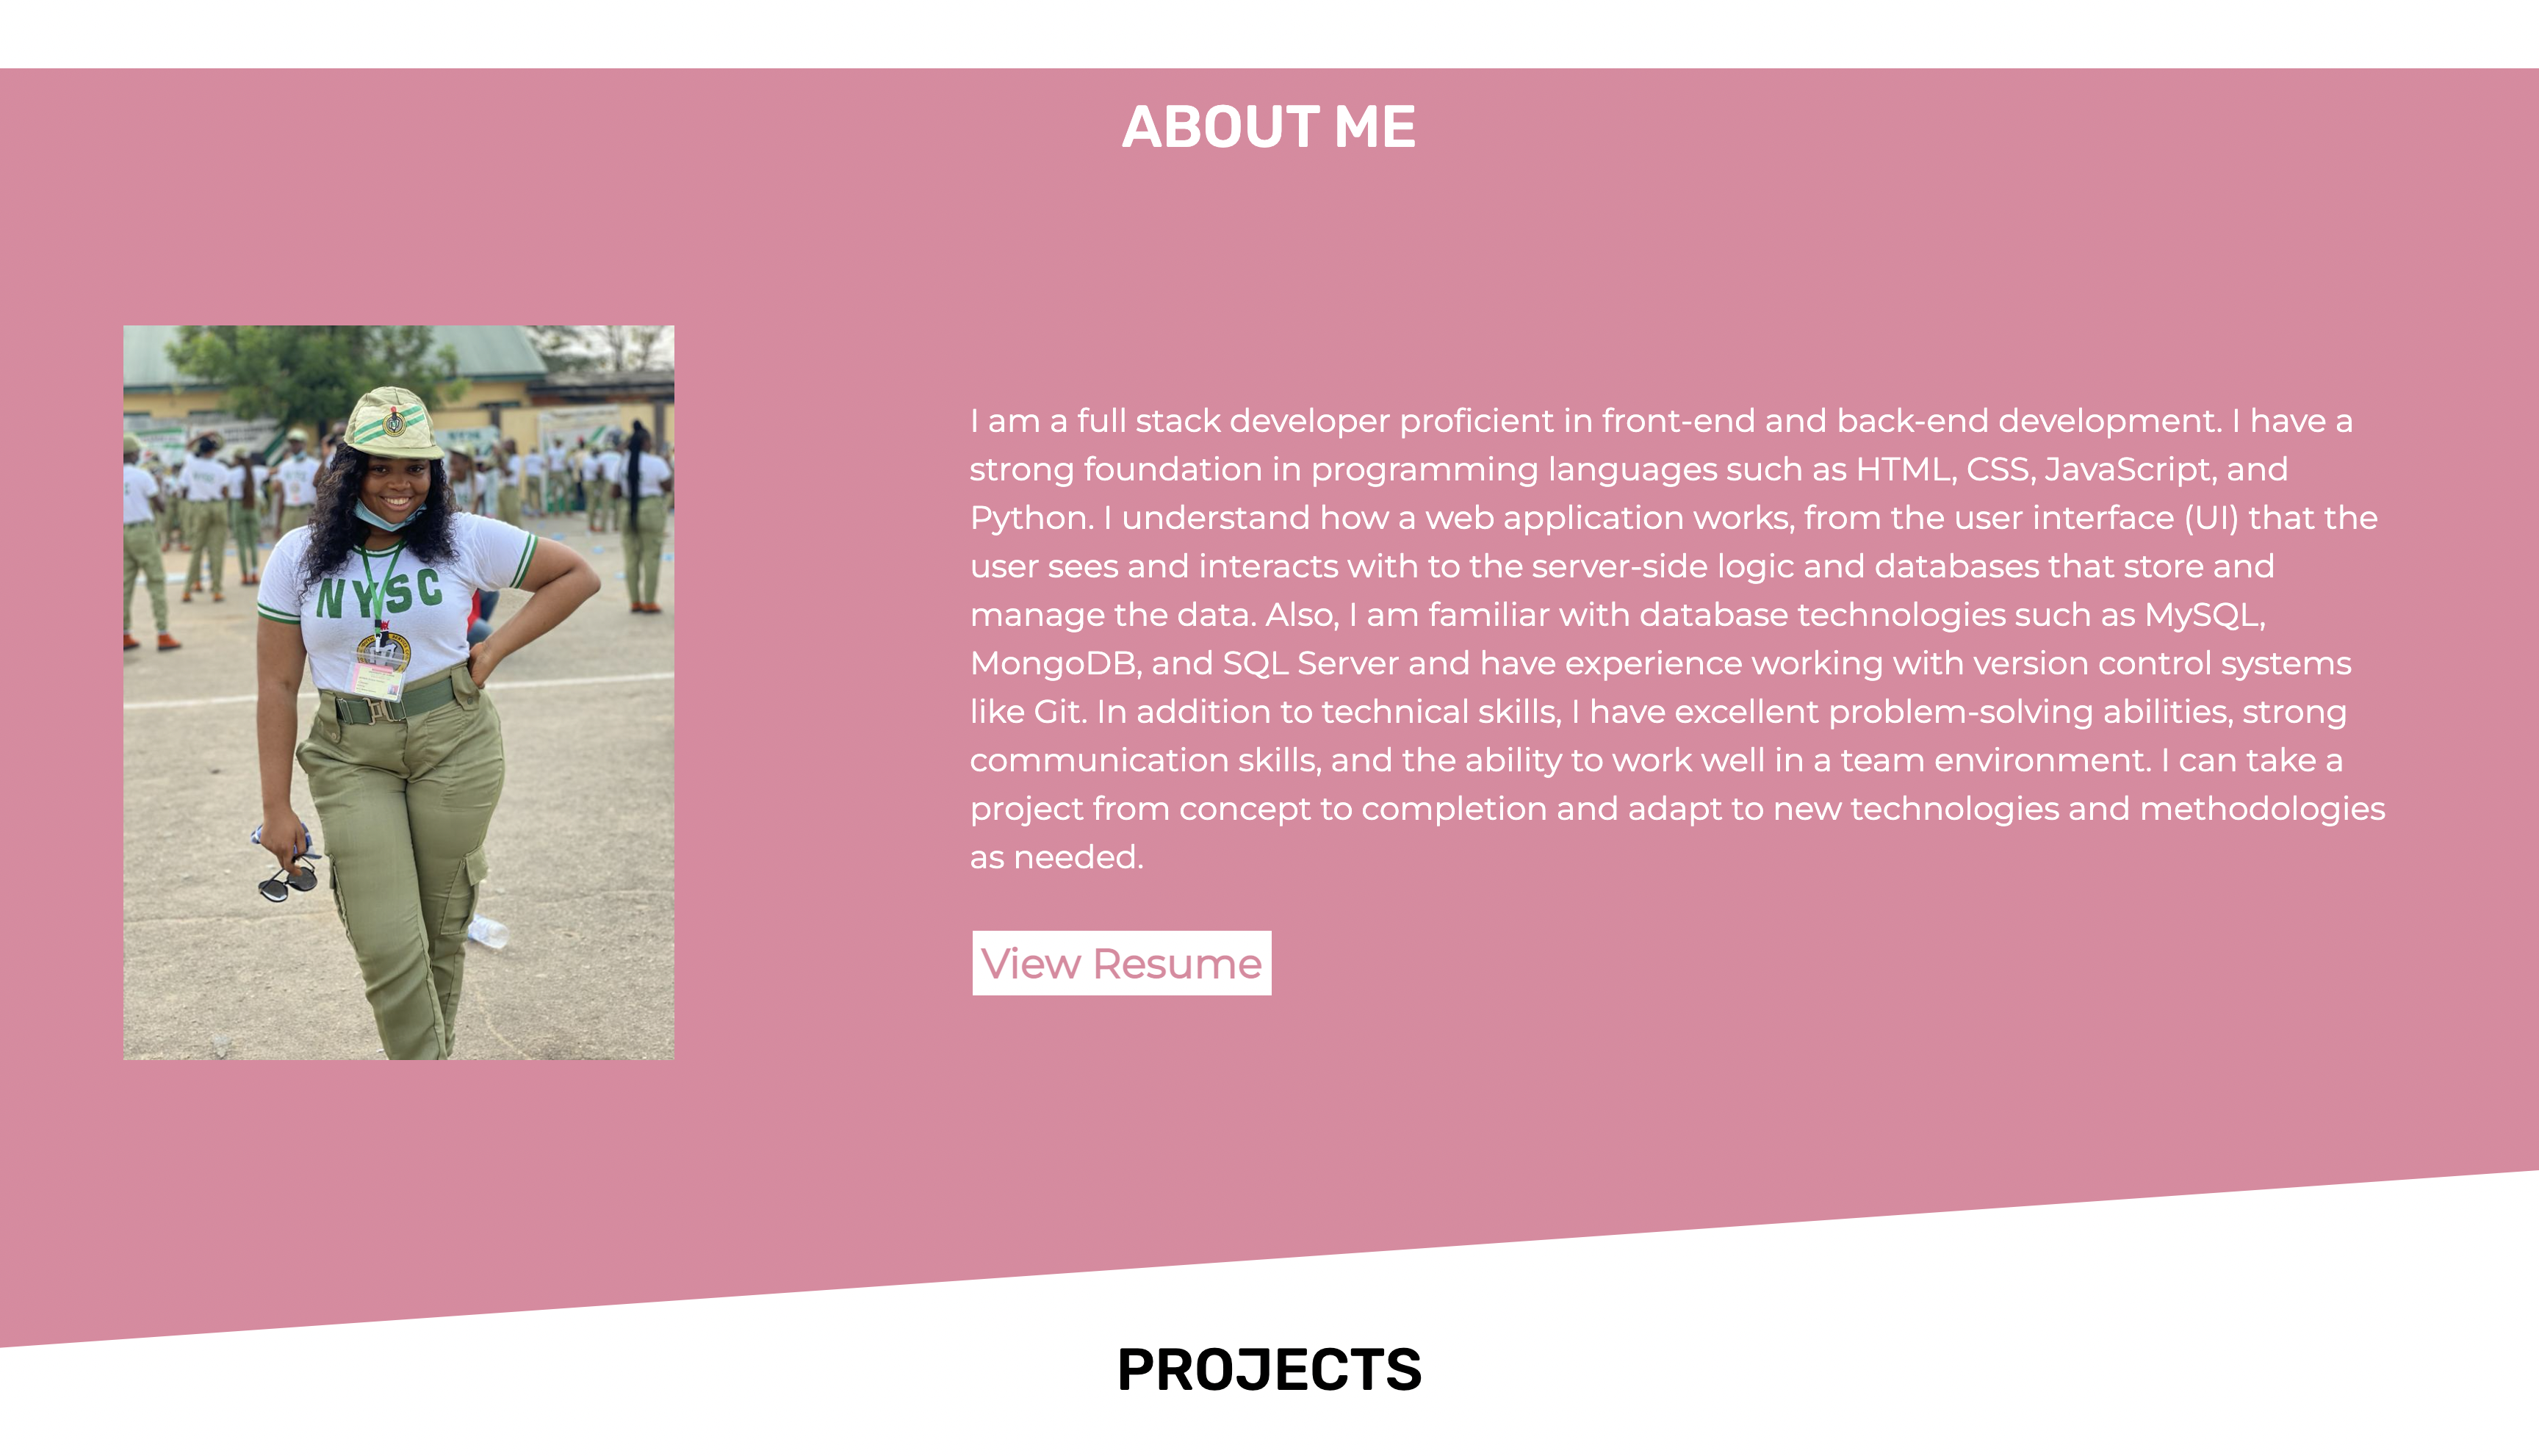 ABOUT ME
NYSC
I am a full stack developer proficient in front-end and back-end development. I have a
strong foundation in programming languages such as HTML, CSS, JavaScript, and
Python. I understand how a web application works, from the user interface (UI) that the
user sees and interacts with to the server-side logic and databases that store and
manage the data. Also, I am familiar with database technologies such as MySQL,
MongoDB, and SQL Server and have experience working with version control systems
like Git. In addition to technical skills, I have excellent problem-solving abilities, strong
communication skills, and the ability to work well in a team environment. I can take a
project from concept to completion and adapt to new technologies and methodologies
as needed.
View Resume
PROJECTS